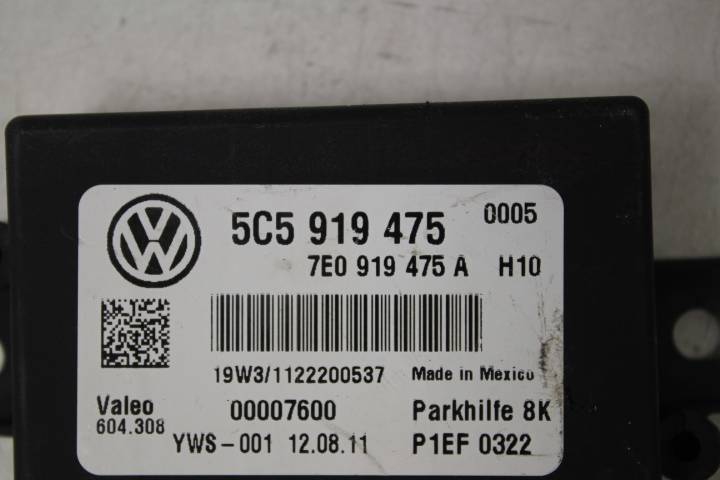 5C5 919 475 0005
7E0 919 475 A H10
19W3/1122200537 Made in Mexico
Valeo 00007600 Parkhilfe 8K
604.308
YWS-001 12.08.11 P1EF 0322